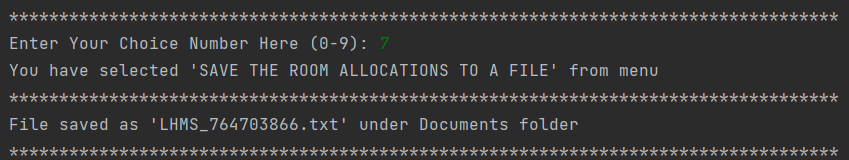 ***********************************************************************************
Enter Your Choice Number Here (0-9): 7
You have selected 'SAVE THE ROOM ALLOCATIONS TO A FILE' from menu
***********************************************************************************
File saved as 'LHMS_764703866.txt' under Documents folder
***********************************************************************************